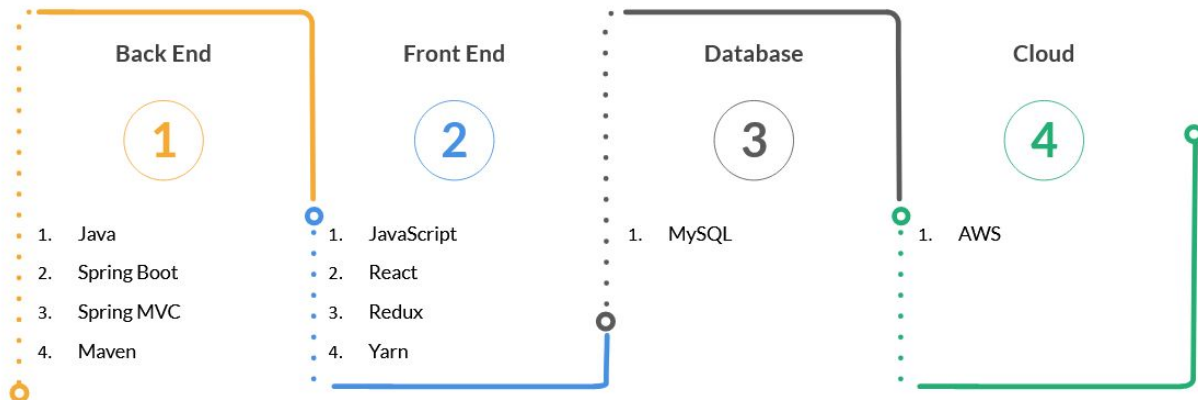 Back End
1
1. Java
2. Spring Boot
3. Spring MVC
4. Maven
Front End
2
1. JavaScript
2. React
3. Redux
4. Yarn
Database
3
1. MySQL
Cloud
4
1. AWS